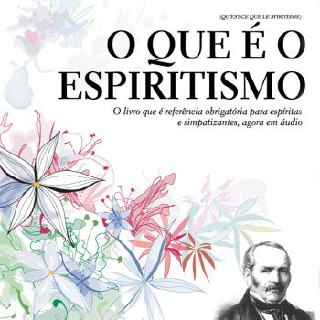 (QU'EST-CE QUE LE SPIRITISME)
O QUE É O
ESPIRITISMO
O livro que é referência obrigatória para espíritas
e simpatizantes, agora em áudio